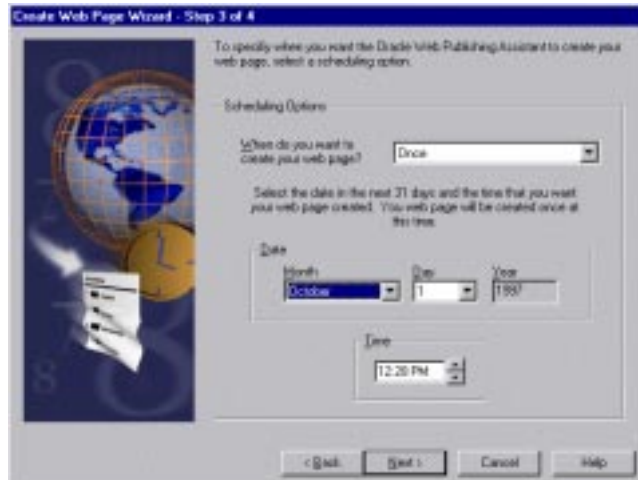 Create Web Page Wizard - Step 3 of 4
To specify when you want the Oracle Web Publishing Assistant to create your
web page, select a scheduling option.
Scheduling Options
When do you want to
create your web page?
Once
Select the date in the next 31 days and the time that you want
your web page created. You web page will be created once at
this time.
Date
Month
Day
Year
October
1
1997
Time
12:20 PM
< Back
Next >
Cancel
Help